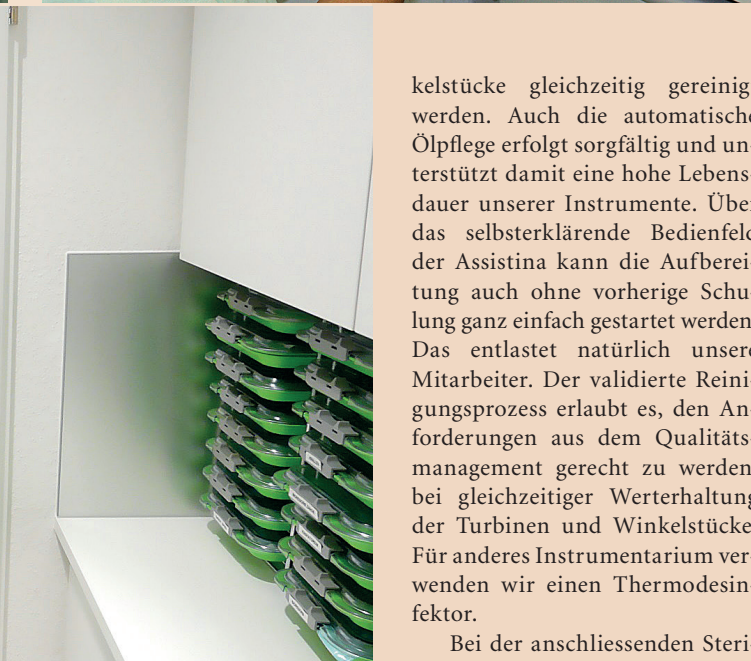 kelstücke gleichzeitig gereinig
werden. Auch die automatische
Ölpflege erfolgt sorgfältig und un-
terstützt damit eine hohe Lebens-
dauer unserer Instrumente. Über
das selbsterklärende Bedienfeld
der Assistina kann die Aufberei-
tung auch ohne vorherige Schu-
lung ganz einfach gestartet werden
Das entlastet natürlich unsere
Mitarbeiter. Der validierte Reini-
gungsprozess erlaubt es, den An-
forderungen aus dem Qualitäts-
management gerecht zu werden
bei gleichzeitiger Werterhaltung
der Turbinen und Winkelstücke
Für anderes Instrumentarium ver-
wenden wir einen Thermodesin-
fektor.
Bei der anschliessenden Steri-